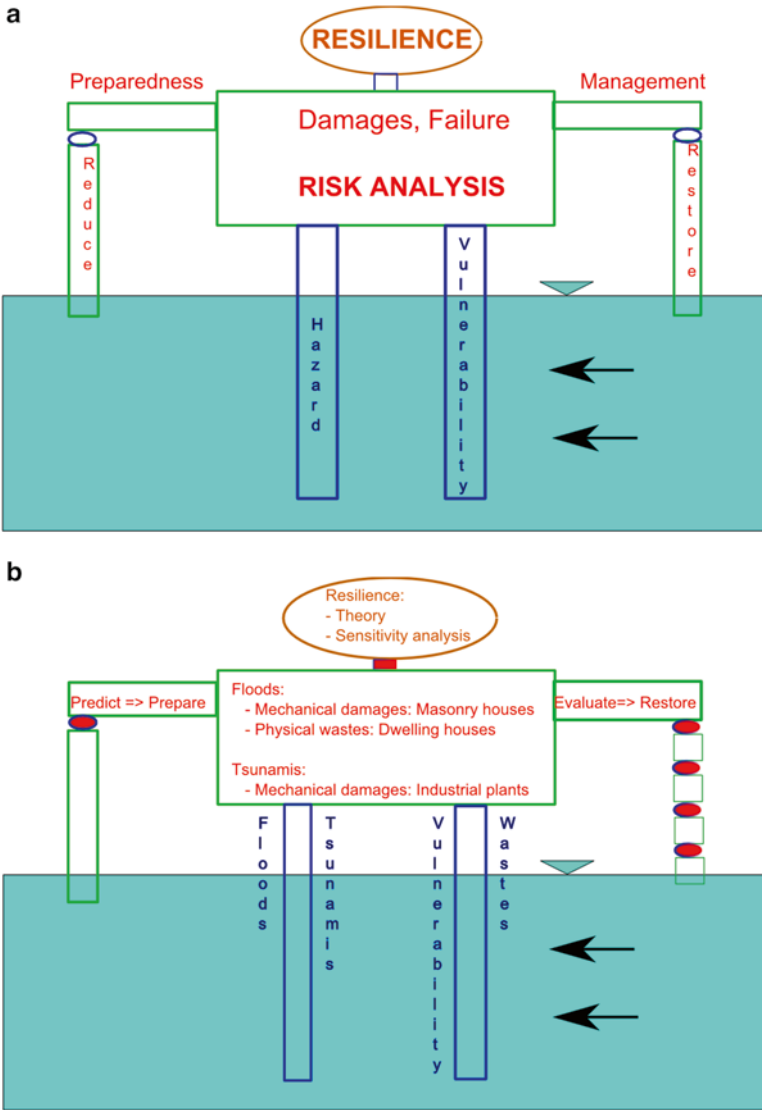 a
RESILIENCE
Preparedness
Management
Damages, Failure
RISK ANALYSIS
Reduce
Restore
Hazard
Vulnerability
b
Resilience:
- Theory
- Sensitivity analysis
Predict => Prepare
Evaluate=> Restore
Floods:
- Mechanical damages: Masonry houses
- Physical wastes: Dwelling houses
Tsunamis:
- Mechanical damages: Industrial plants
Floods
Tsunamis
Vulnerability
Wastes